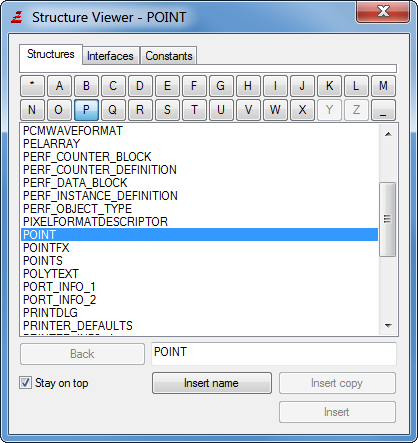 Structure Viewer - POINT
Structures Interfaces Constants
* A B C D E F G H I J K L M
N O P Q R S T U V W X Y Z _
PCMWAVEFORMAT
PELARRAY
PERF_COUNTER_BLOCK
PERF_COUNTER_DEFINITION
PERF_DATA_BLOCK
PERF_INSTANCE_DEFINITION
PERF_OBJECT_TYPE
PIXELFORMATDESCRIPTOR
POINT
POINTFX
POINTS
POLYTEXT
PORT_INFO_1
PORT_INFO_2
PRINTDLG
PRINTER_DEFAULTS
Back POINT
Stay on top Insert name Insert copy
Insert